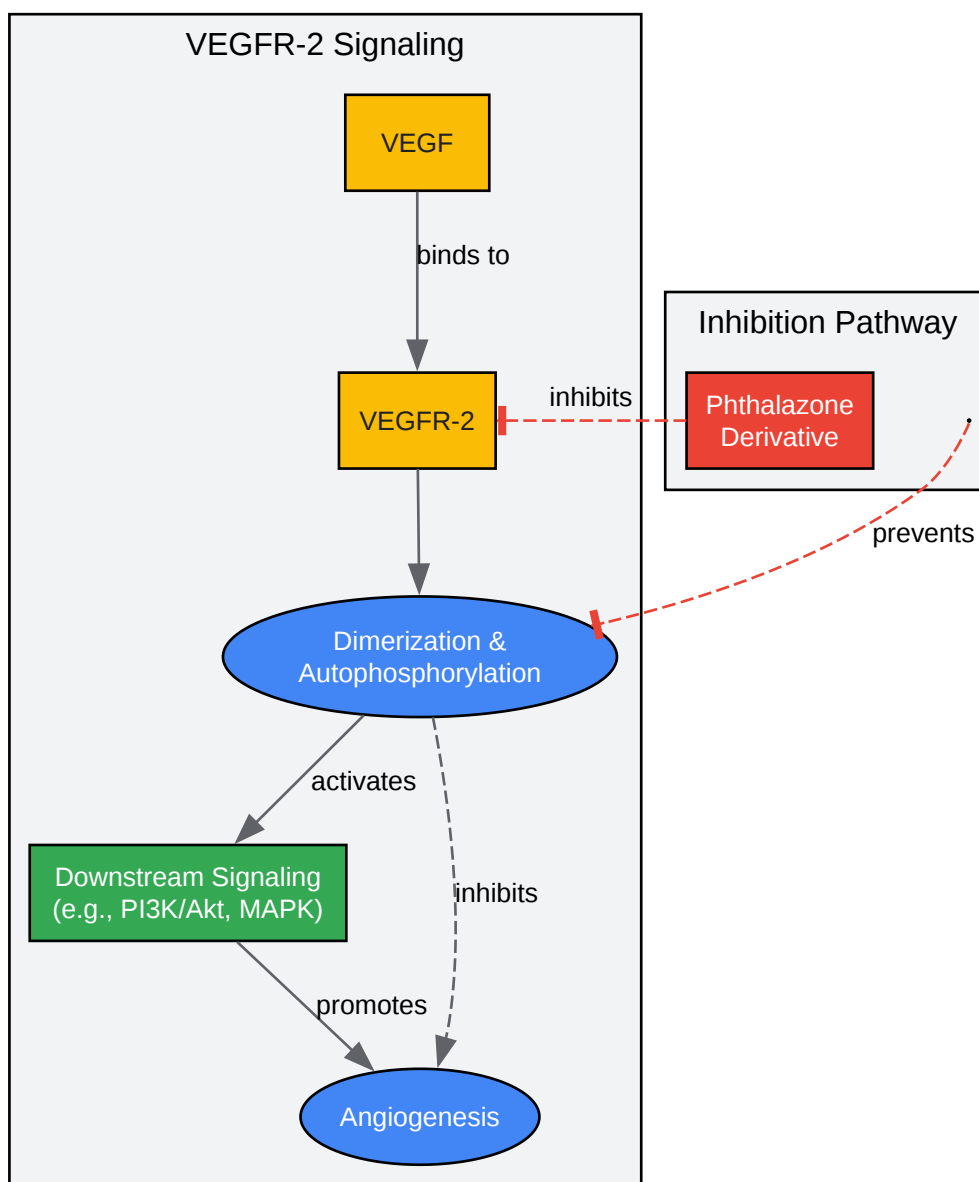 VEGFR-2 Signaling
VEGF
binds to
Inhibition Pathway
VEGFR-2
inhibits
Phthalazone
Derivative
prevents
Dimerization &
Autophosphorylation
activates
Downstream Signaling
(e.g., PI3K/Akt, MAPK)
inhibits
promotes
Angiogenesis